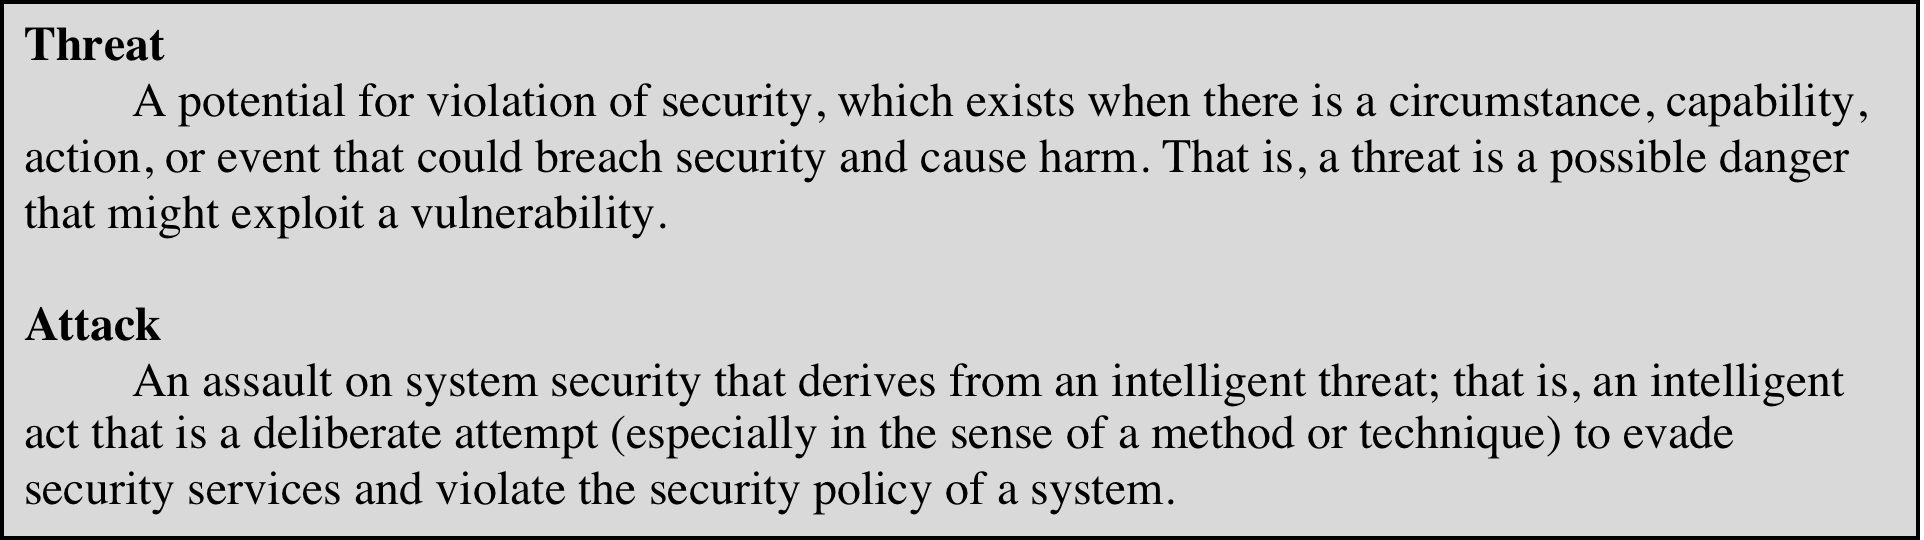 Threat
A potential for violation of security, which exists when there is a circumstance, capability,
action, or event that could breach security and cause harm. That is, a threat is a possible danger
that might exploit a vulnerability.
Attack
An assault on system security that derives from an intelligent threat; that is, an intelligent
act that is a deliberate attempt (especially in the sense of a method or technique) to evade
security services and violate the security policy of a system.